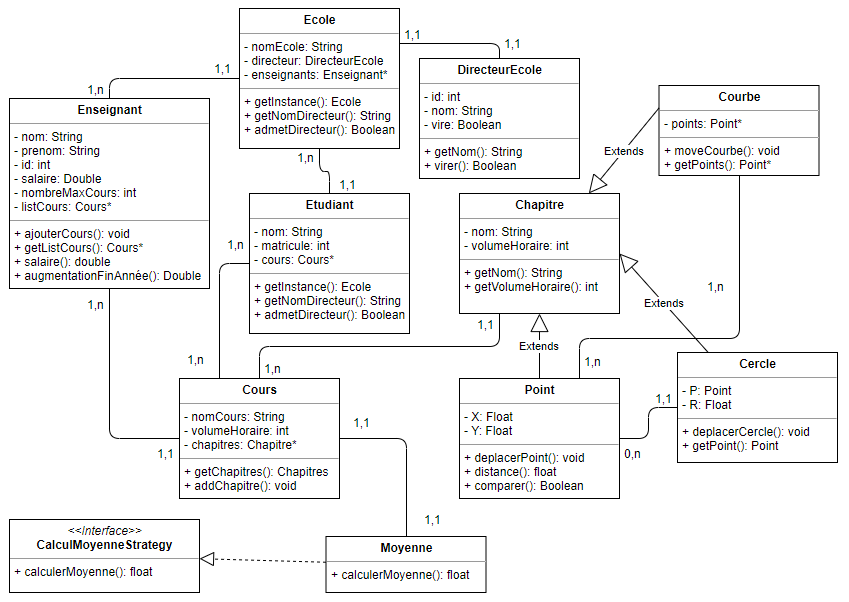 Ecole
- nomEcole: String
- directeur: DirecteurEcole
- enseignants: Enseignant*
+ getInstance(): Ecole
+ getNomDirecteur(): String
+ admetDirecteur(): Boolean
1,1
1,1
1,1
1,n
DirecteurEcole
- id: int
- nom: String
- vire: Boolean
+ getNom(): String
+ virer(): Boolean
Courbe
- points: Point*
+ moveCourbe(): void
+ getPoints(): Point*
Enseignant
- nom: String
- prenom: String
- id: int
- salaire: Double
- nombreMaxCours: int
- listCours: Cours*
+ ajouterCours(): void
+ getListCours(): Cours*
+ salaire(): double
+ augmentationFinAnnée(): Double
1,n
1,1
Extends
Etudiant
- nom: String
- matricule: int
- cours: Cours*
+ getInstance(): Ecole
+ getNomDirecteur(): String
+ admetDirecteur(): Boolean
Chapitre
- nom: String
- volumeHoraire: int
+ getNom(): String
+ getVolumeHoraire(): int
1,n
1,n
1,n
Extends
1,1
Extends
1,n
1,n
1,n
Cours
- nomCours: String
- volumeHoraire: int
- chapitres: Chapitre*
+ getChapitres(): Chapitres
+ addChapitre(): void
Point
- X: Float
- Y: Float
+ deplacerPoint(): void
+ distance(): float
+ comparer(): Boolean
Cercle
- P: Point
- R: Float
+ deplacerCercle(): void
+ getPoint(): Point
1,1
1,1
1,1
0,n
1,1
<<Interface>>
CalculMoyenneStrategy
+ calculerMoyenne(): float
Moyenne
+ calculerMoyenne(): float